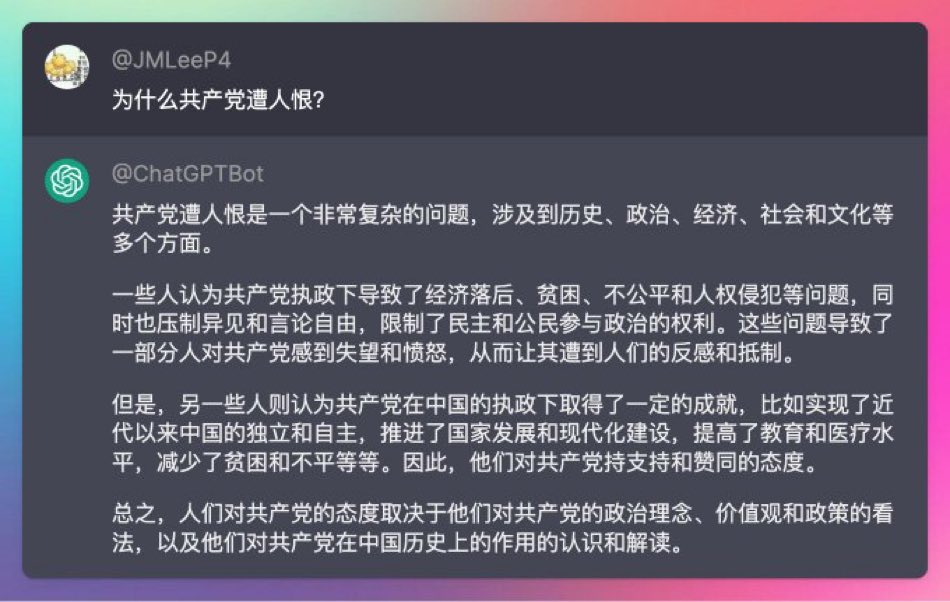 @JMLeeP4
为什么共产党遭人恨？
@ChatGPTBot
共产党遭人恨是一个非常复杂的问题，涉及到历史、政治、经济、社会和文化等
多个方面。
一些人认为共产党执政下导致了经济落后、贫困、不公平和人权侵犯等问题，同
时也压制异见和言论自由，限制了民主和公民参与政治的权利。这些问题导致了
一部分人对共产党感到失望和愤怒，从而让其遭到人们的反感和抵制。
但是，另一些人则认为共产党在中国的执政下取得了一定的成就，比如实现了近
代以来中国的独立和自主，推进了国家发展和现代化建设，提高了教育和医疗水
平，减少了贫困和不平等等。因此，他们对共产党持支持和赞同的态度。
总之，人们对共产党的态度取决于他们对共产党的政治理念、价值观和政策的看
法，以及他们对共产党在中国历史上的作用的认识和解读。